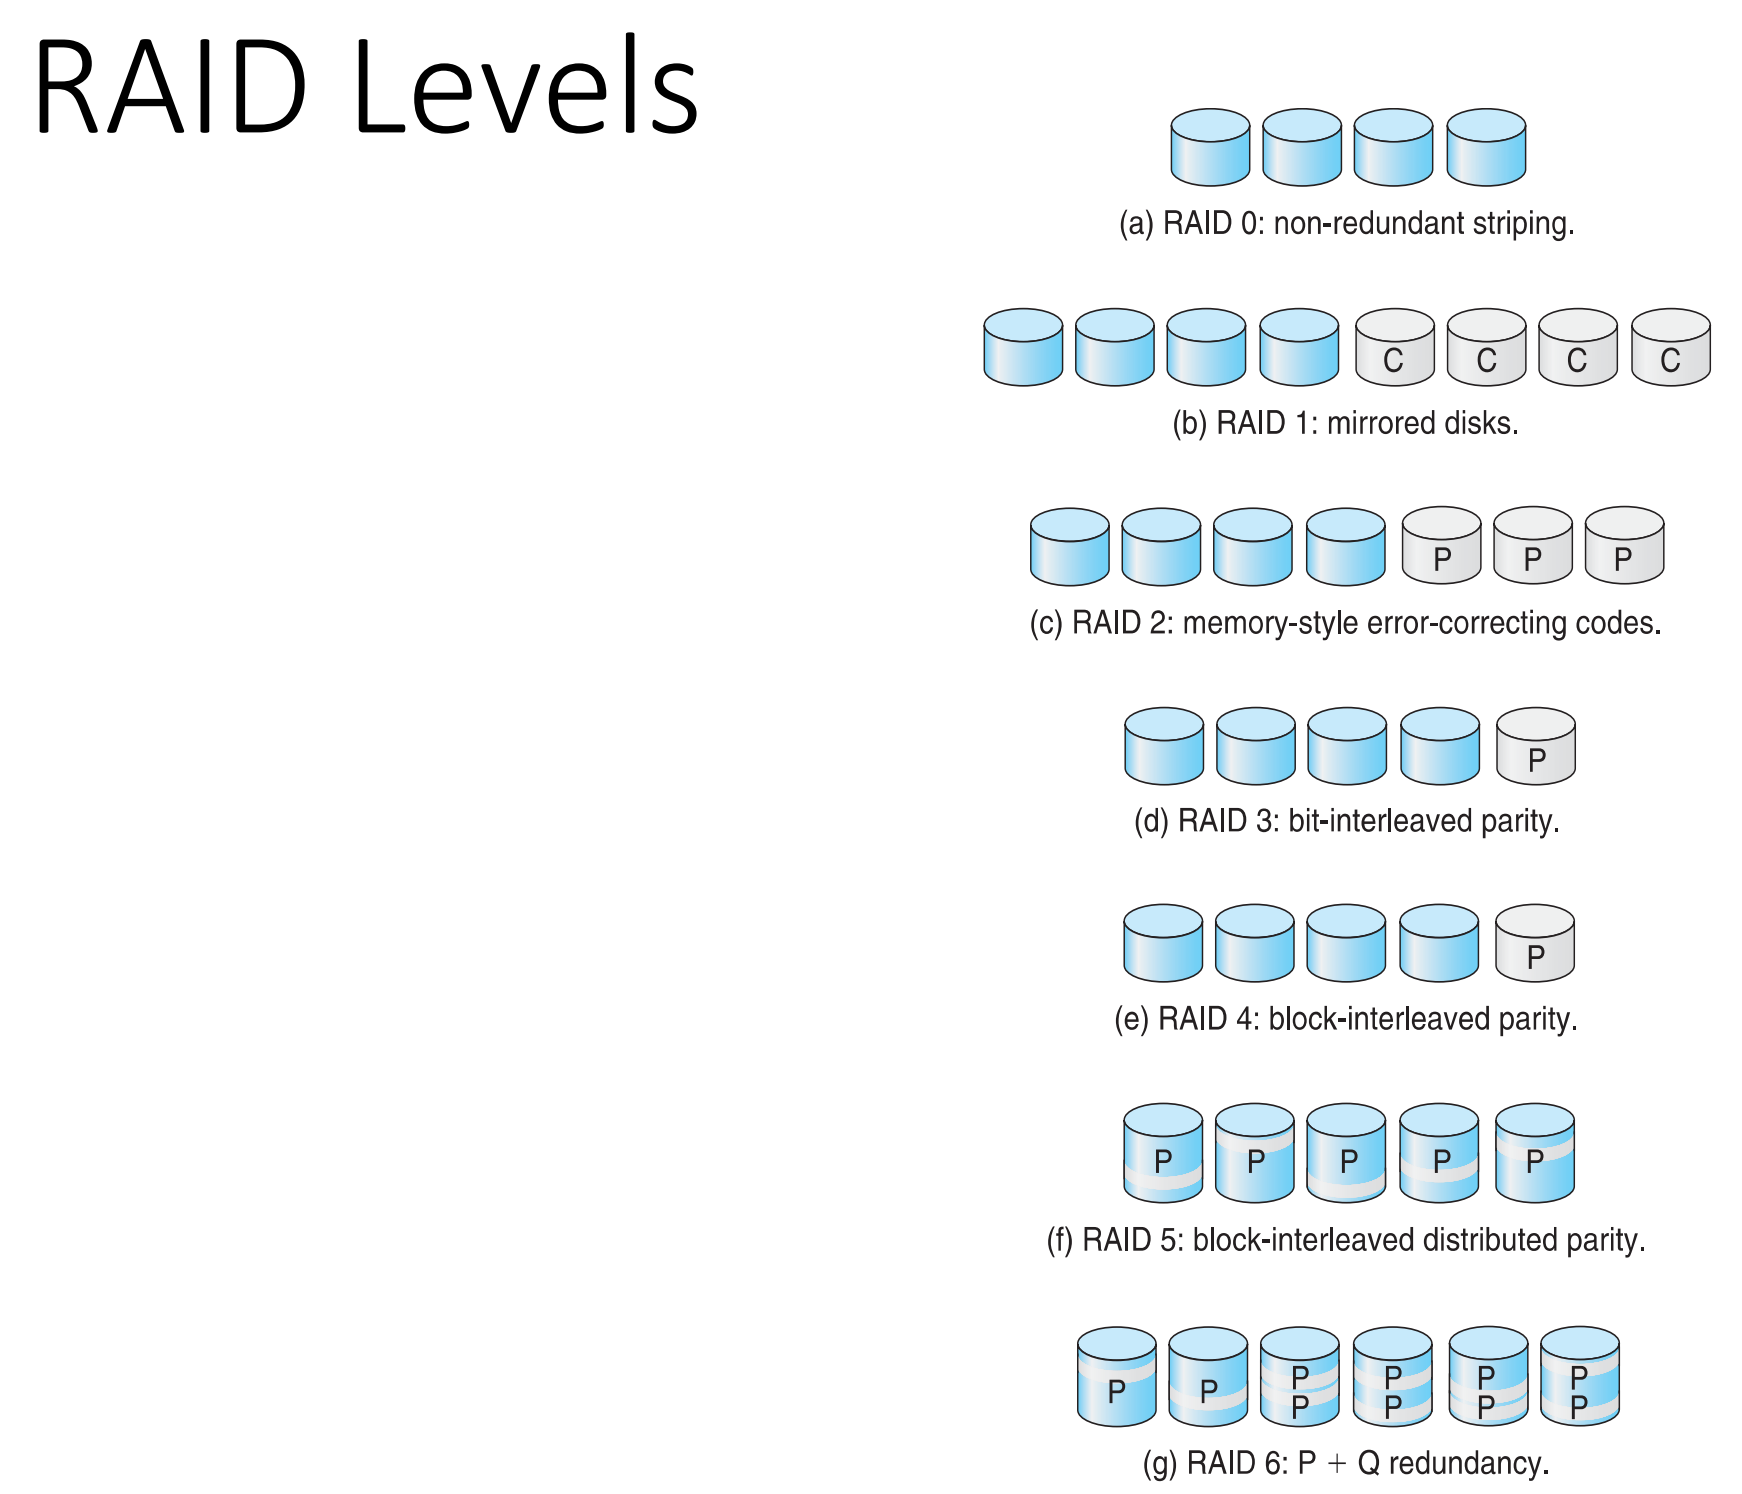 RAID Levels
(a) RAID 0: non-redundant striping.
C C C C
(b) RAID 1: mirrored disks.
P P P
(c) RAID 2: memory-style error-correcting codes.
P
(d) RAID 3: bit-interleaved parity.
P
(e) RAID 4: block-interleaved parity.
P P P P P
(f) RAID 5: block-interleaved distributed parity.
P P P P
P P P P P P
(g) RAID 6: P + Q redundancy.